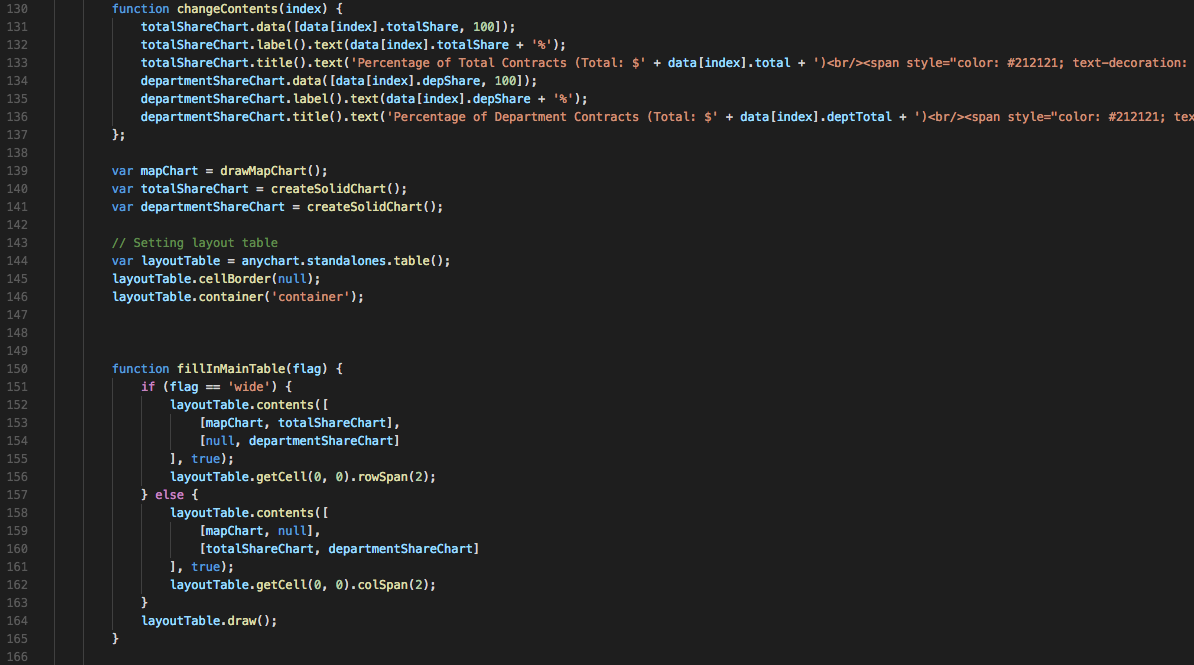 130 function changeContents(index) {
131 totalShareChart.data([data[index].totalShare, 100]);
132 totalShareChart.label().text(data[index].totalShare + '%');
133 totalShareChart.title().text('Percentage of Total Contracts (Total: $' + data[index].total + ')<br/><span style="color: #212121; text-decoration:
134 departmentShareChart.data([data[index].depShare, 100]);
135 departmentShareChart.label().text(data[index].depShare + '%');
136 departmentShareChart.title().text('Percentage of Department Contracts (Total: $' + data[index].deptTotal + ')<br/><span style="color: #212121; tex
137 };
138
139 var mapChart = drawMapChart();
140 var totalShareChart = createSolidChart();
141 var departmentShareChart = createSolidChart();
142
143 // Setting layout table
144 var layoutTable = anychart.standalones.table();
145 layoutTable.cellBorder(null);
146 layoutTable.container('container');
147
148
149
150 function fillInMainTable(flag) {
151 if (flag == 'wide') {
152 layoutTable.contents([
153 [mapChart, totalShareChart],
154 [null, departmentShareChart]
155 ], true);
156 layoutTable.getCell(0, 0).rowSpan(2);
157 } else {
158 layoutTable.contents([
159 [mapChart, null],
160 [totalShareChart, departmentShareChart]
161 ], true);
162 layoutTable.getCell(0, 0).colSpan(2);
163 }
164 layoutTable.draw();
165 }
166